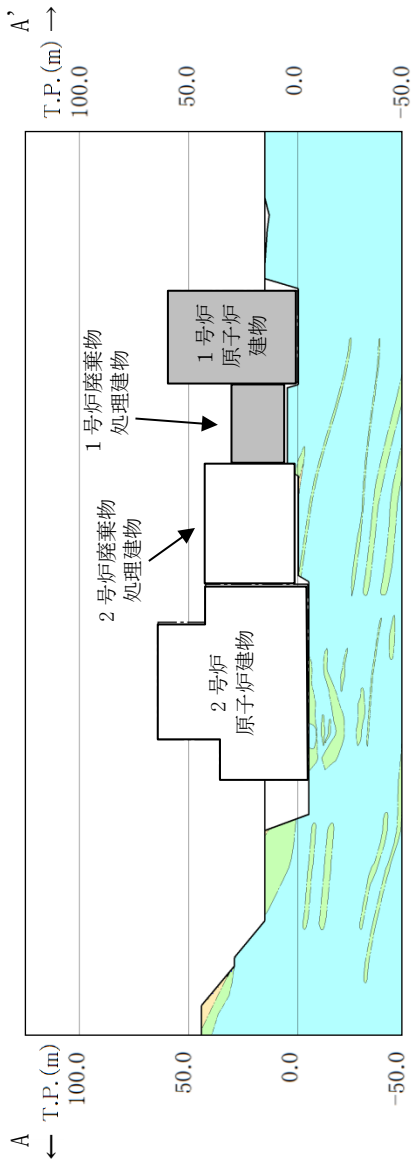 A
← T.P.(m)
A'
T.P.(m) →
100.0
100.0
50.0
50.0
0.0
0.0
-50.0
-50.0
2号炉廃棄物
処理建物
1号炉廃棄物
処理建物
2号炉
原子炉建物
1号炉
原子炉
建物